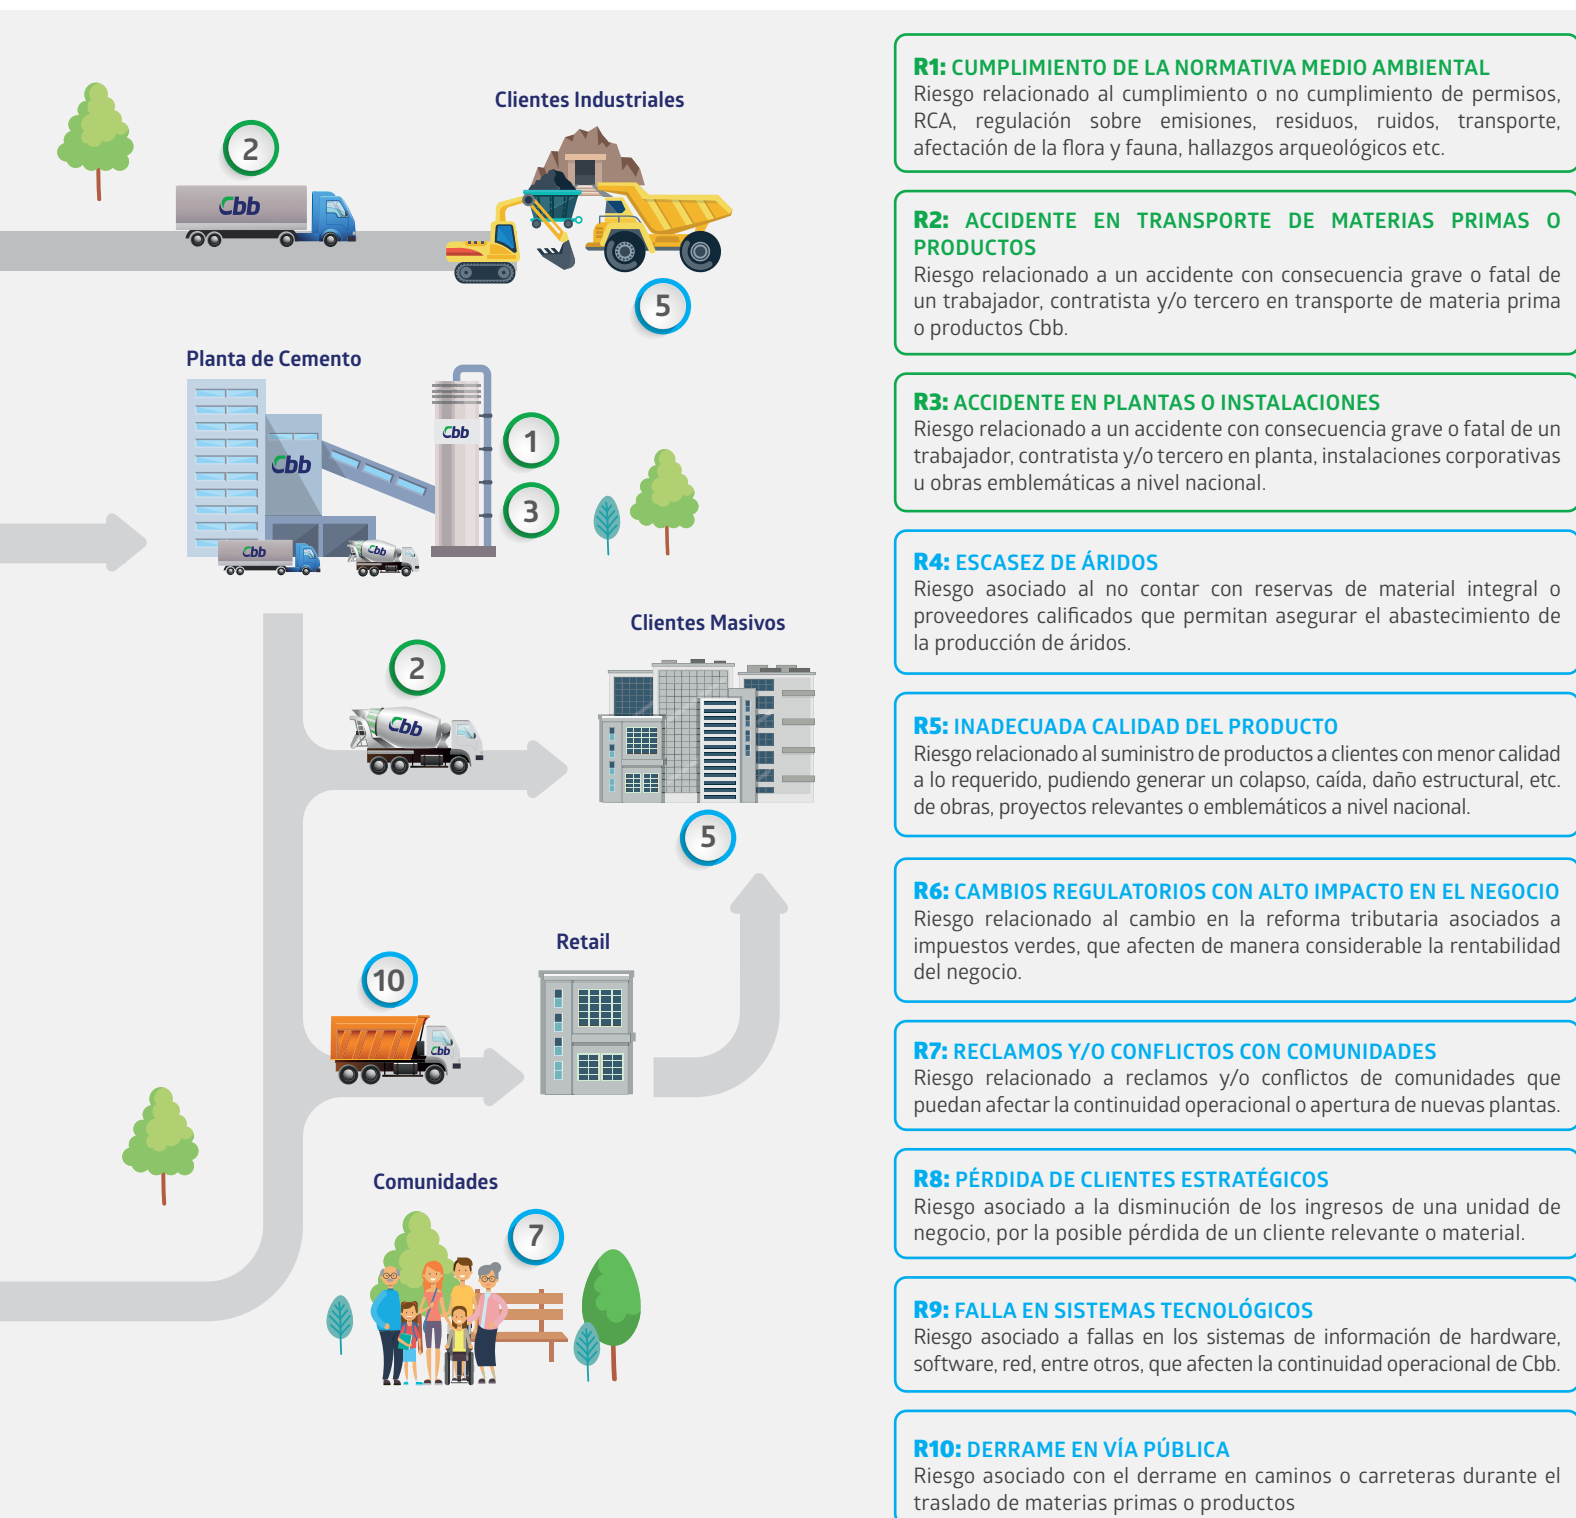 Clientes Industriales
2
Cbb
5
Planta de Cemento
Cbb
Cbb
1
3
Cbb
Cbb
Clientes Masivos
2
Cbb
5
Retail
10
Cbb
Comunidades
7
R1: CUMPLIMIENTO DE LA NORMATIVA MEDIO AMBIENTAL
Riesgo relacionado al cumplimiento o no cumplimiento de permisos,
RCA, regulación sobre emisiones, residuos, ruidos, transporte,
afectación de la flora y fauna, hallazgos arqueológicos etc.
R2: ACCIDENTE EN TRANSPORTE DE MATERIAS PRIMAS O
PRODUCTOS
Riesgo relacionado a un accidente con consecuencia grave o fatal de
un trabajador, contratista y/o tercero en transporte de materia prima
o productos Cbb.
R3: ACCIDENTE EN PLANTAS O INSTALACIONES
Riesgo relacionado a un accidente con consecuencia grave o fatal de un
trabajador, contratista y/o tercero en planta, instalaciones corporativas
u obras emblemáticas a nivel nacional.
R4: ESCASEZ DE ÁRIDOS
Riesgo asociado al no contar con reservas de material integral o
proveedores calificados que permitan asegurar el abastecimiento de
la producción de áridos.
R5: INADECUADA CALIDAD DEL PRODUCTO
Riesgo relacionado al suministro de productos a clientes con menor calidad
a lo requerido, pudiendo generar un colapso, caída, daño estructural, etc.
de obras, proyectos relevantes o emblemáticos a nivel nacional.
R6: CAMBIOS REGULATORIOS CON ALTO IMPACTO EN EL NEGOCIO
Riesgo relacionado al cambio en la reforma tributaria asociados a
impuestos verdes, que afecten de manera considerable la rentabilidad
del negocio.
R7: RECLAMOS Y/O CONFLICTOS CON COMUNIDADES
Riesgo relacionado a reclamos y/o conflictos de comunidades que
puedan afectar la continuidad operacional o apertura de nuevas plantas.
R8: PÉRDIDA DE CLIENTES ESTRATÉGICOS
Riesgo asociado a la disminución de los ingresos de una unidad de
negocio, por la posible pérdida de un cliente relevante o material.
R9: FALLA EN SISTEMAS TECNOLÓGICOS
Riesgo asociado a fallas en los sistemas de información de hardware,
software, red, entre otros, que afecten la continuidad operacional de Cbb.
R10: DERRAME EN VÍA PÚBLICA
Riesgo asociado con el derrame en caminos o carreteras durante el
traslado de materias primas o productos